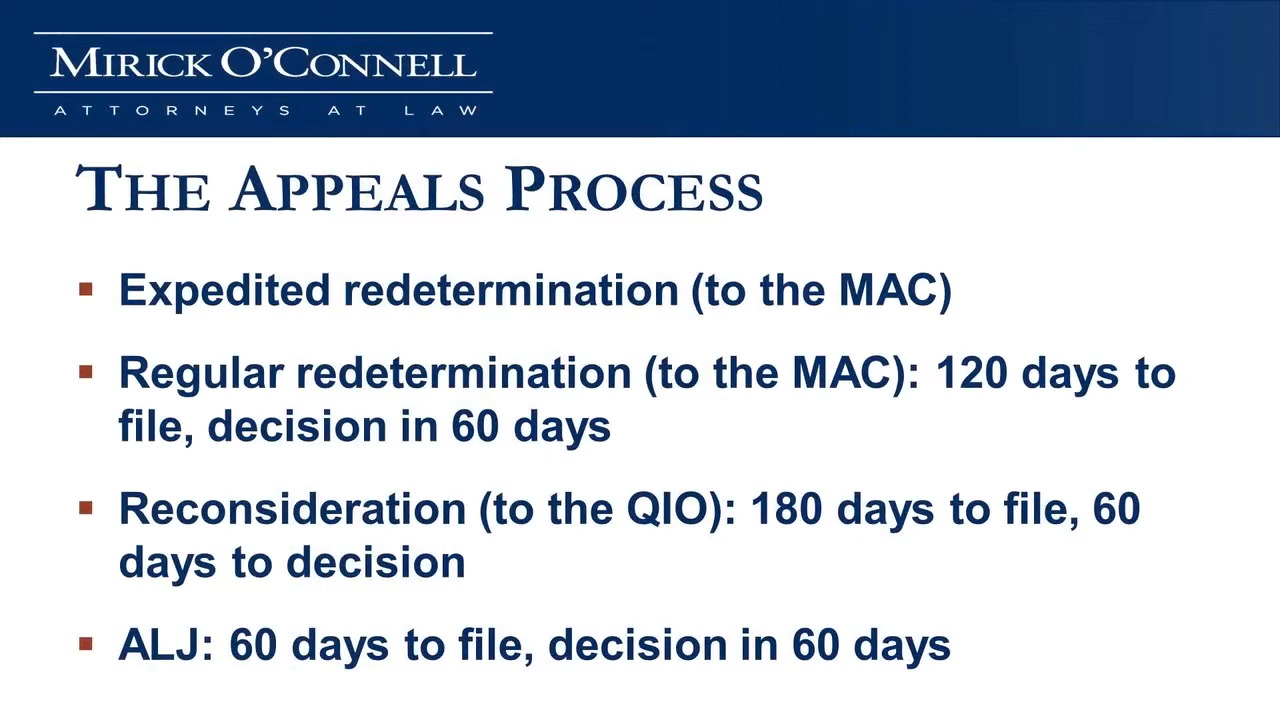 MIRICK O'CONNELL
ATTORNEYS AT LAW
THE APPEALS PROCESS
▪ Expedited redetermination (to the MAC)
▪ Regular redetermination (to the MAC): 120 days to
file, decision in 60 days
▪ Reconsideration (to the QIO): 180 days to file, 60
days to decision
▪ ALJ: 60 days to file, decision in 60 days